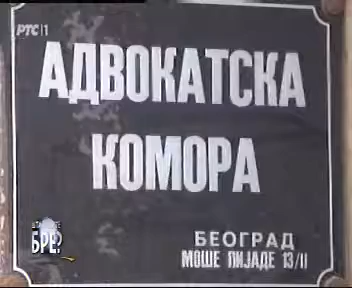 РТС|1
АДВОКАТСКА
КОМОРА
БРЕ?
БЕОГРАД
МОШЕ ПИЈАДЕ 13/II